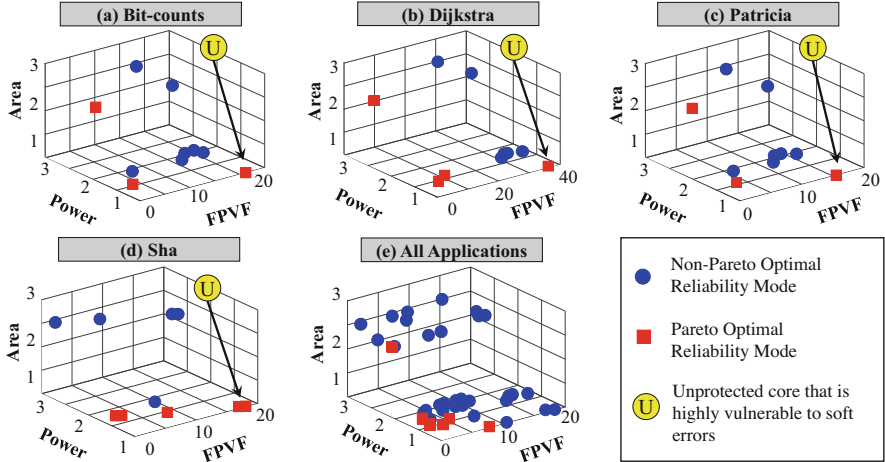 (a) Bit-counts
U
Area
3
2
1
3
2
1
Power
0
10
20
FPVF
(b) Dijkstra
U
Area
3
2
1
3
2
1
Power
0
20
40
FPVF
(c) Patricia
U
Area
3
2
1
3
2
1
Power
0
10
20
FPVF
(d) Sha
U
Area
3
2
1
3
2
1
Power
0
10
20
FPVF
(e) All Applications
Area
3
2
1
3
2
1
Power
0
10
20
FPVF
Non-Pareto Optimal
Reliability Mode
Pareto Optimal
Reliability Mode
U
Unprotected core that is
highly vulnerable to soft
errors